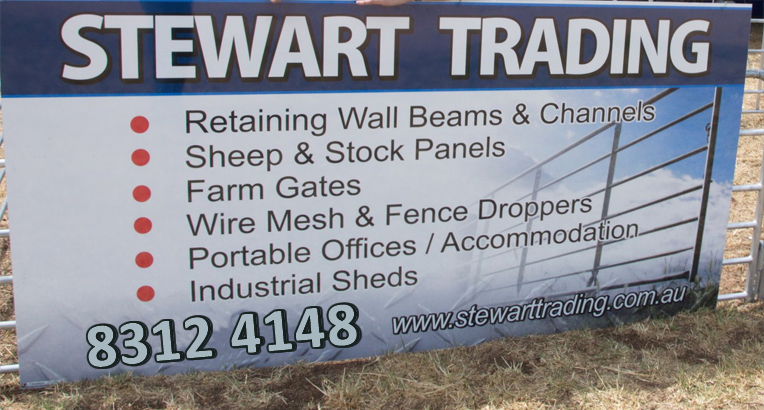 STEWART TRADING
Retaining Wall Beams & Channels
Sheep & Stock Panels
Farm Gates
Wire Mesh & Fence Droppers
Portable Offices / Accommodation
Industrial Sheds
8312 4148
www.stewarttrading.com.au